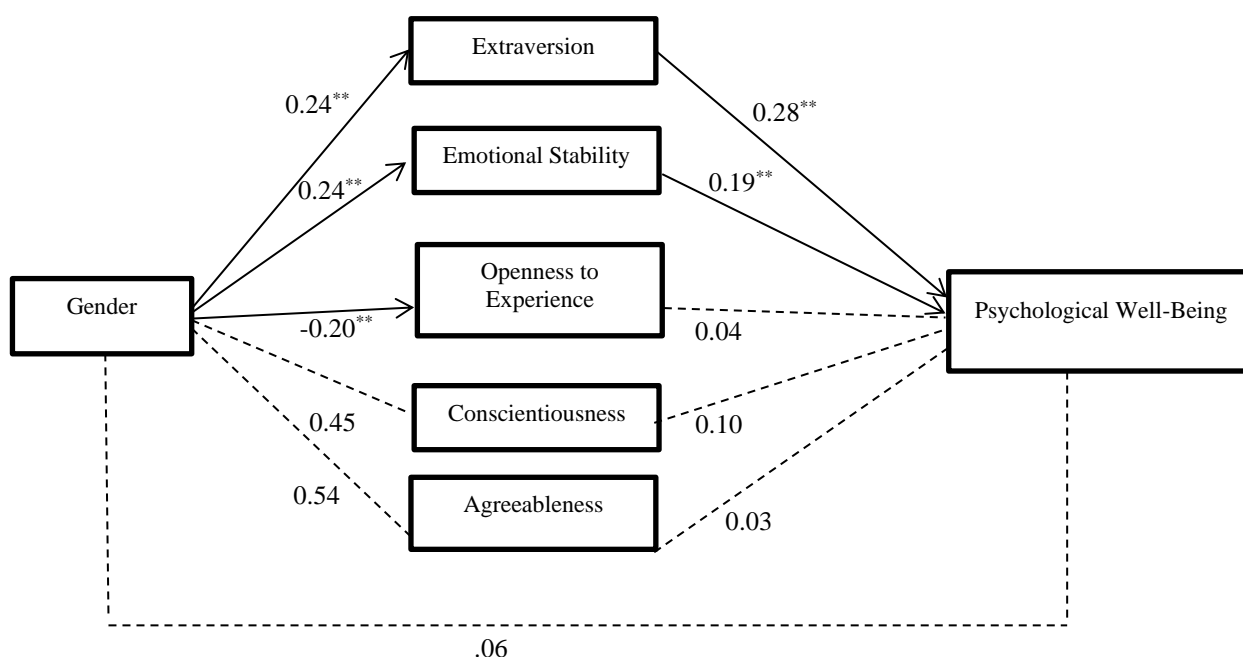 Extraversion
0.24**
0.28**
Emotional Stability
0.24**
0.19**
Openness to
Experience
Gender
Psychological Well-Being
-0.20**
0.04
Conscientiousness
0.45
0.10
Agreeableness
0.54
0.03
.06